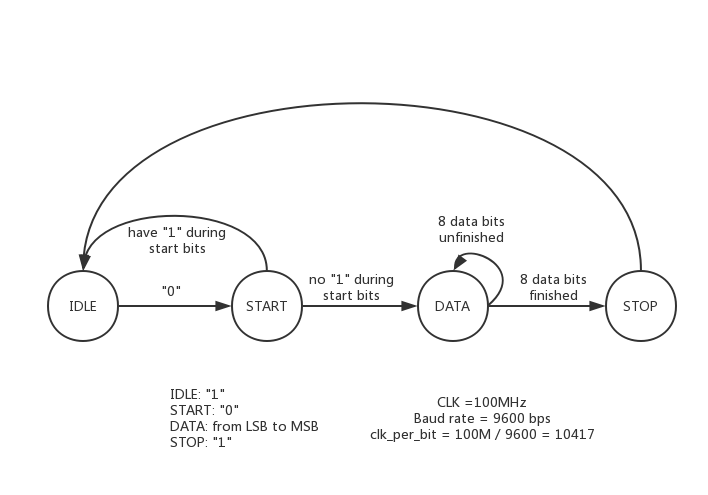 8 data bits
unfinished
have "1" during
start bits
no "1" during
start bits
8 data bits
finished
"0"
IDLE
START
DATA
STOP
IDLE: "1"
START: "0"
DATA: from LSB to MSB
STOP: "1"
CLK =100MHz
Baud rate = 9600 bps
clk_per_bit = 100M / 9600 = 10417